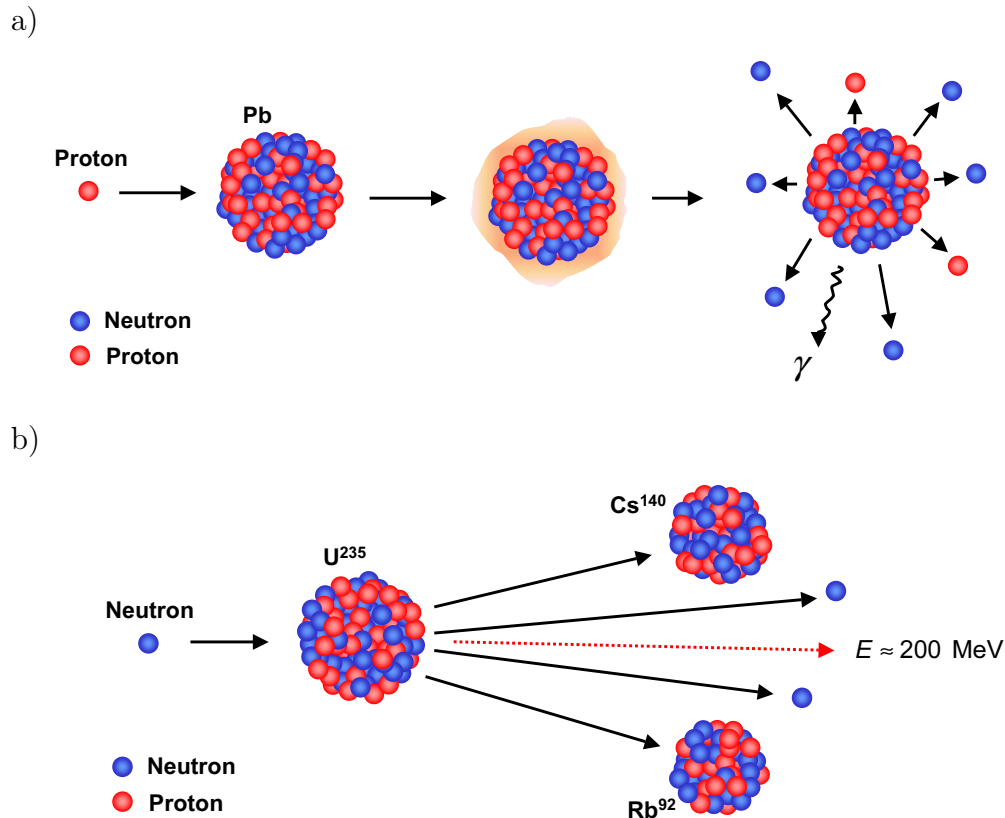 a)
Pb
Proton
Neutron
Proton
γ
b)
Cs¹⁴⁰
U²³⁵
Neutron
E ≈ 200 MeV
Neutron
Proton
Rb⁹²